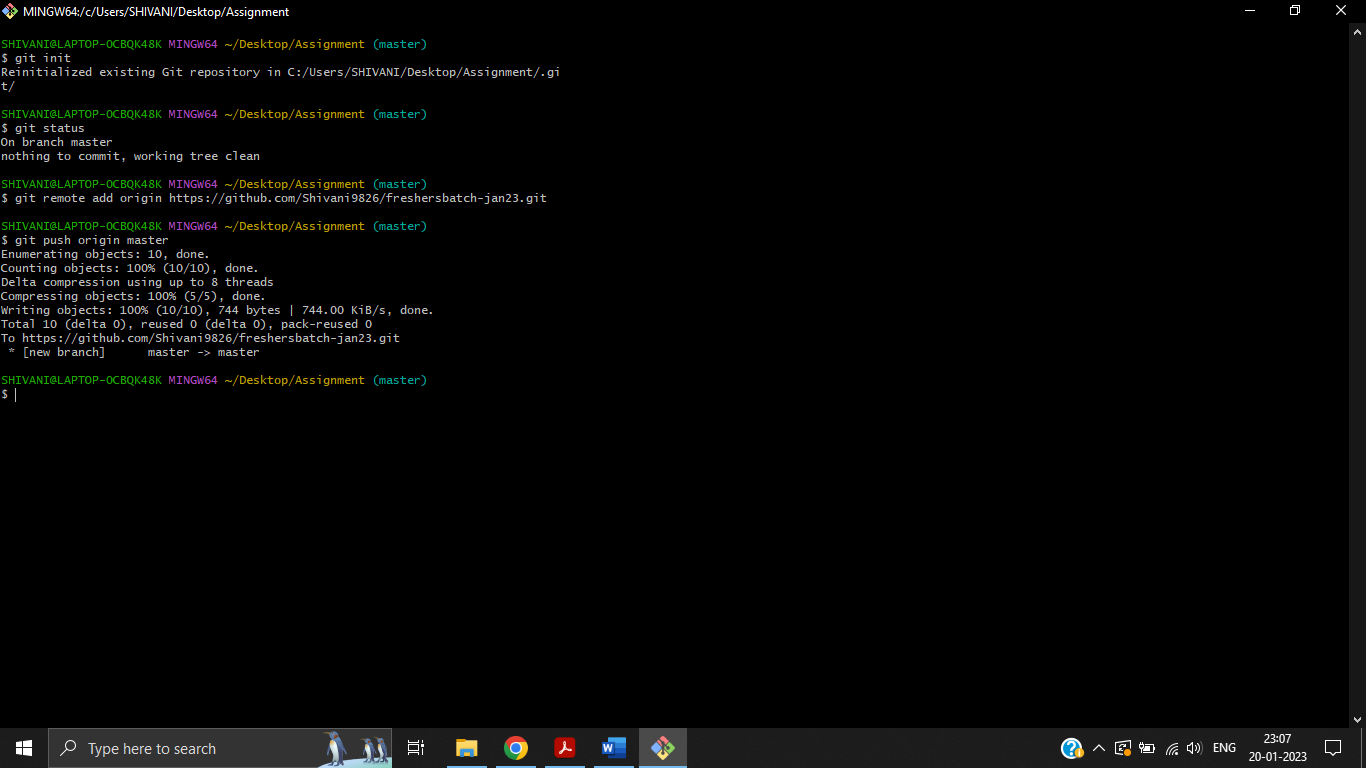 MINGW64:/c/Users/SHIVANI/Desktop/Assignment
SHIVANI@LAPTOP-OCBQK48K MINGW64 ~/Desktop/Assignment (master)
$ git init
Reinitialized existing Git repository in C:/Users/SHIVANI/Desktop/Assignment/.gi
t/
SHIVANI@LAPTOP-OCBQK48K MINGW64 ~/Desktop/Assignment (master)
$ git status
On branch master
nothing to commit, working tree clean
SHIVANI@LAPTOP-OCBQK48K MINGW64 ~/Desktop/Assignment (master)
$ git remote add origin https://github.com/Shivani9826/freshersbatch-jan23.git
SHIVANI@LAPTOP-OCBQK48K MINGW64 ~/Desktop/Assignment (master)
$ git push origin master
Enumerating objects: 10, done.
Counting objects: 100% (10/10), done.
Delta compression using up to 8 threads
Compressing objects: 100% (5/5), done.
Writing objects: 100% (10/10), 744 bytes | 744.00 KiB/s, done.
Total 10 (delta 0), reused 0 (delta 0), pack-reused 0
To https://github.com/Shivani9826/freshersbatch-jan23.git
 * [new branch]      master -> master
SHIVANI@LAPTOP-OCBQK48K MINGW64 ~/Desktop/Assignment (master)
$
Type here to search
ENG
23:07
20-01-2023